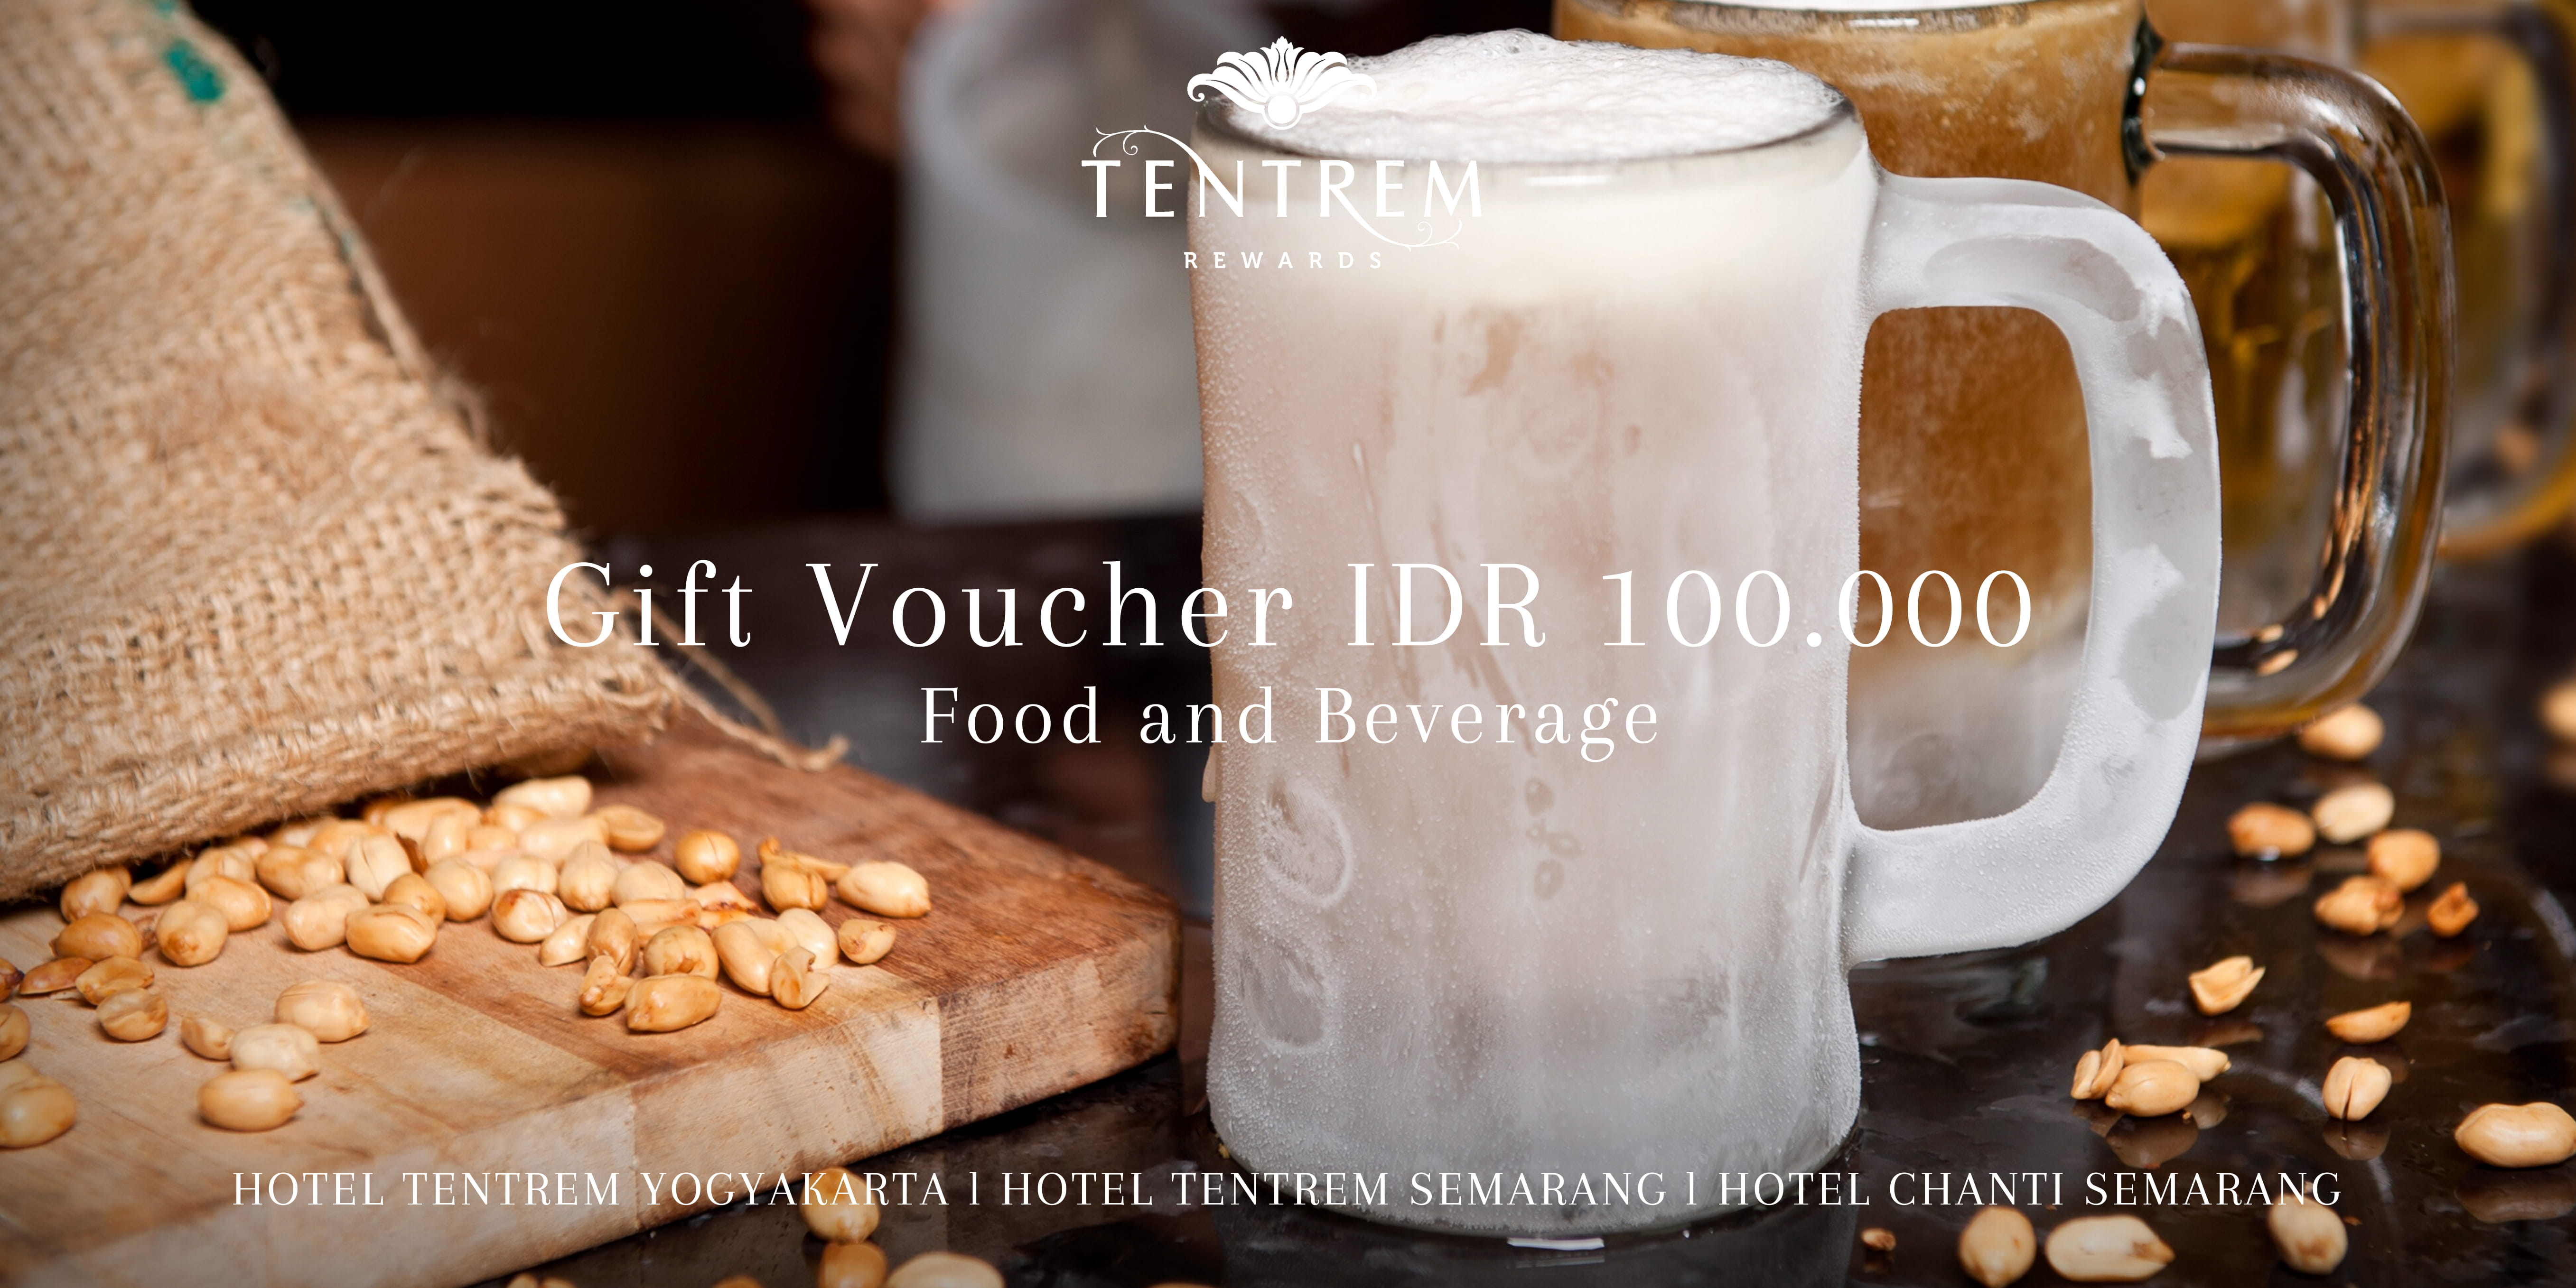 TENTREM
REWARDS
Gift Voucher IDR 100.000
Food and Beverage
HOTEL TENTREM YOGYAKARTA l HOTEL TENTREM SEMARANG l HOTEL CHANTI SEMARANG